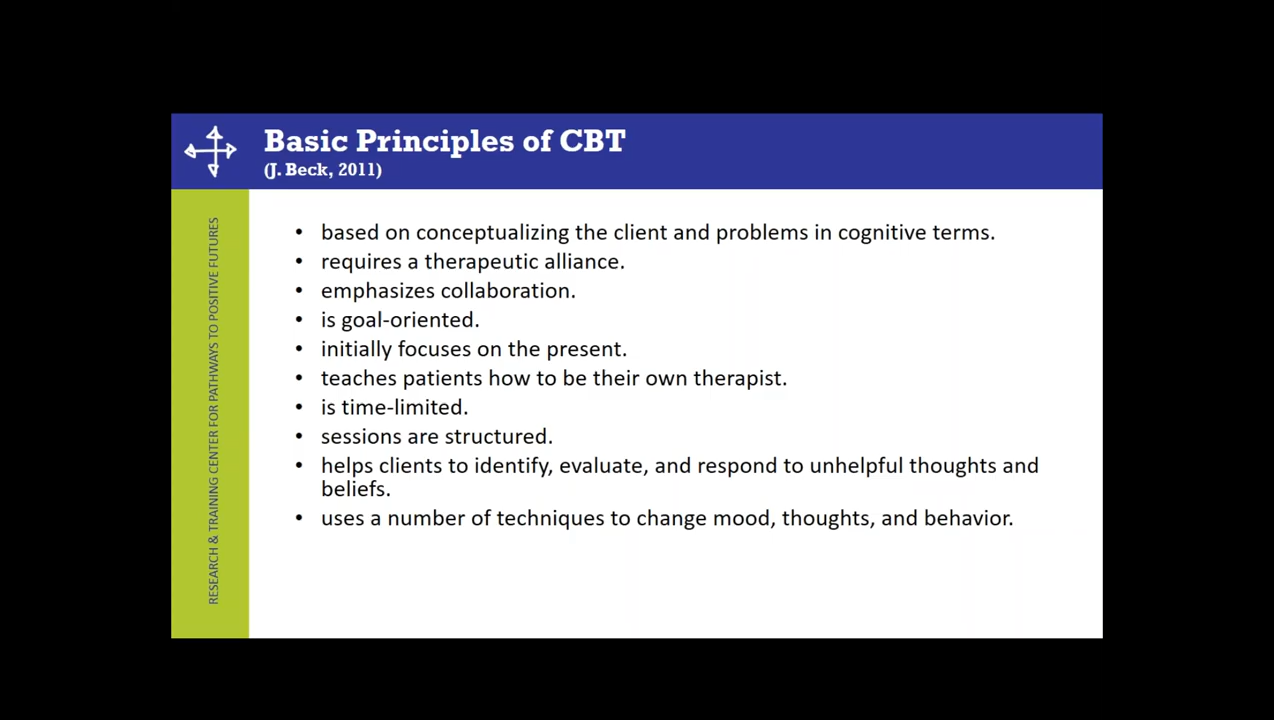 Basic Principles of CBT
(J. Beck, 2011)
RESEARCH & TRAINING CENTER FOR PATHWAYS TO POSITIVE FUTURES
• based on conceptualizing the client and problems in cognitive terms.
• requires a therapeutic alliance.
• emphasizes collaboration.
• is goal-oriented.
• initially focuses on the present.
• teaches patients how to be their own therapist.
• is time-limited.
• sessions are structured.
• helps clients to identify, evaluate, and respond to unhelpful thoughts and
beliefs.
• uses a number of techniques to change mood, thoughts, and behavior.